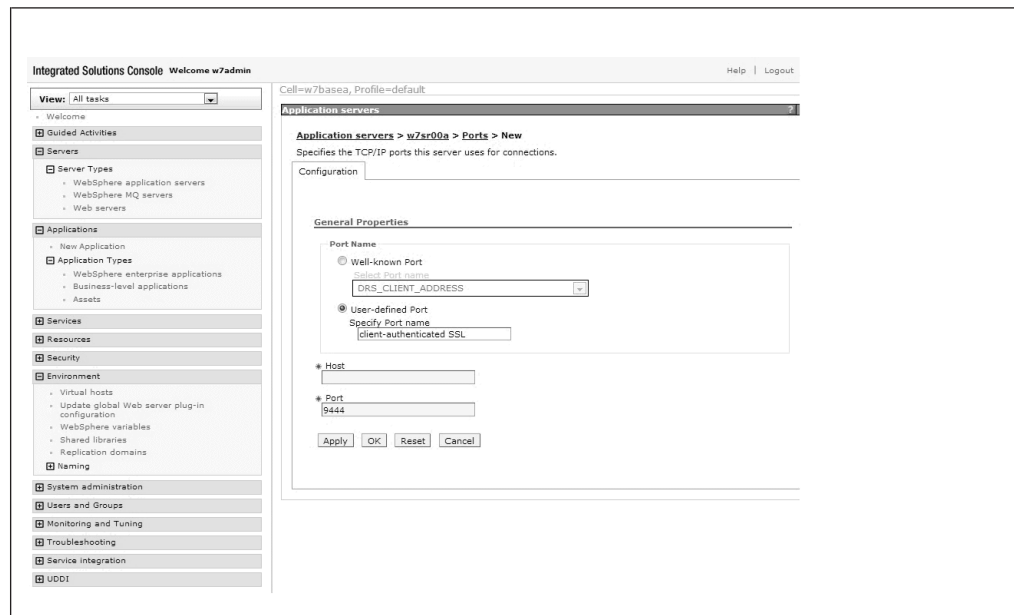 Integrated Solutions Console Welcome w7admin
Help | Logout
View: All tasks
Welcome
Guided Activities
Servers
Server Types
WebSphere application servers
WebSphere MQ servers
Web servers
Applications
New Application
Application Types
WebSphere enterprise applications
Business-level applications
Assets
Services
Resources
Security
Environment
Virtual hosts
Update global Web server plug-in
configuration
WebSphere variables
Shared libraries
Replication domains
Naming
System administration
Users and Groups
Monitoring and Tuning
Troubleshooting
Service integration
UDDI
Cell=w7basea, Profile=default
Application servers ?
Application servers > w7sr00a > Ports > New
Specifies the TCP/IP ports this server uses for connections.
Configuration
General Properties
Port Name
Well-known Port
Select Port name
DRS_CLIENT_ADDRESS
User-defined Port
Specify Port name
client-authenticated SSL
* Host
* Port
9444
Apply OK Reset Cancel